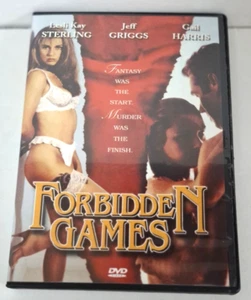 Lesli Kay
STERLING
Jeff
GRIGGS
Gail
HARRIS
FANTASY
WAS THE
START.
MURDER
WAS THE
FINISH.
FORBIDDEN
GAMES
DVD